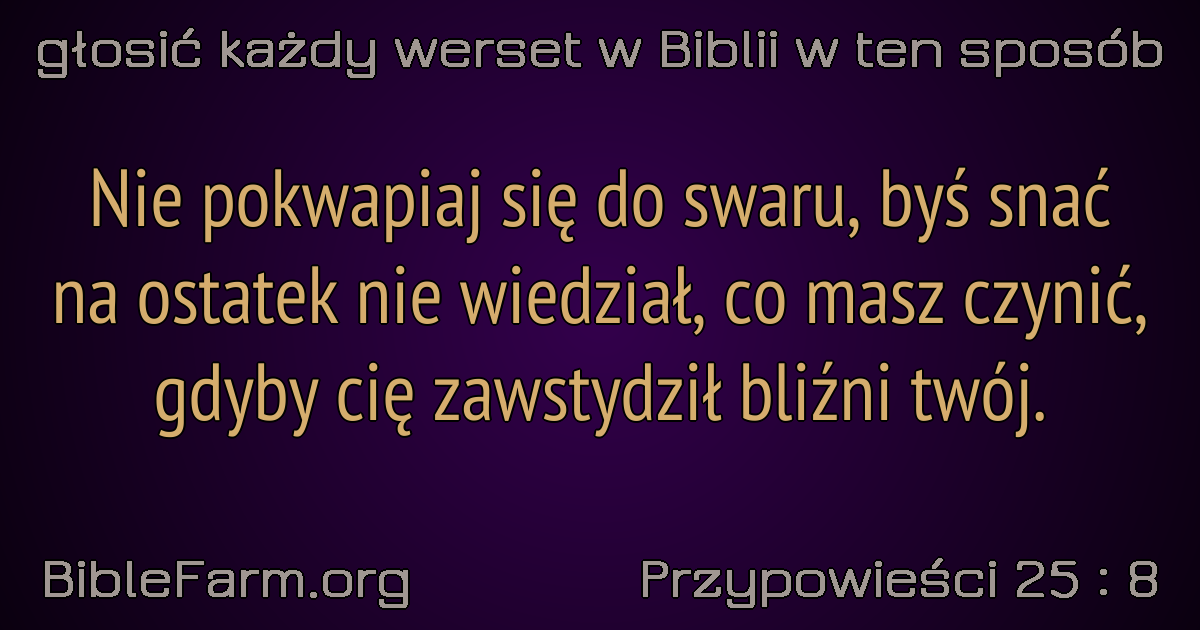 głosić każdy werset w Biblii w ten sposób
Nie pokwapiaj się do swaru, byś snać
na ostatek nie wiedział, co masz czynić,
gdyby cię zawstydził bliźni twój.
BibleFarm.org
Przypowieści 25 : 8